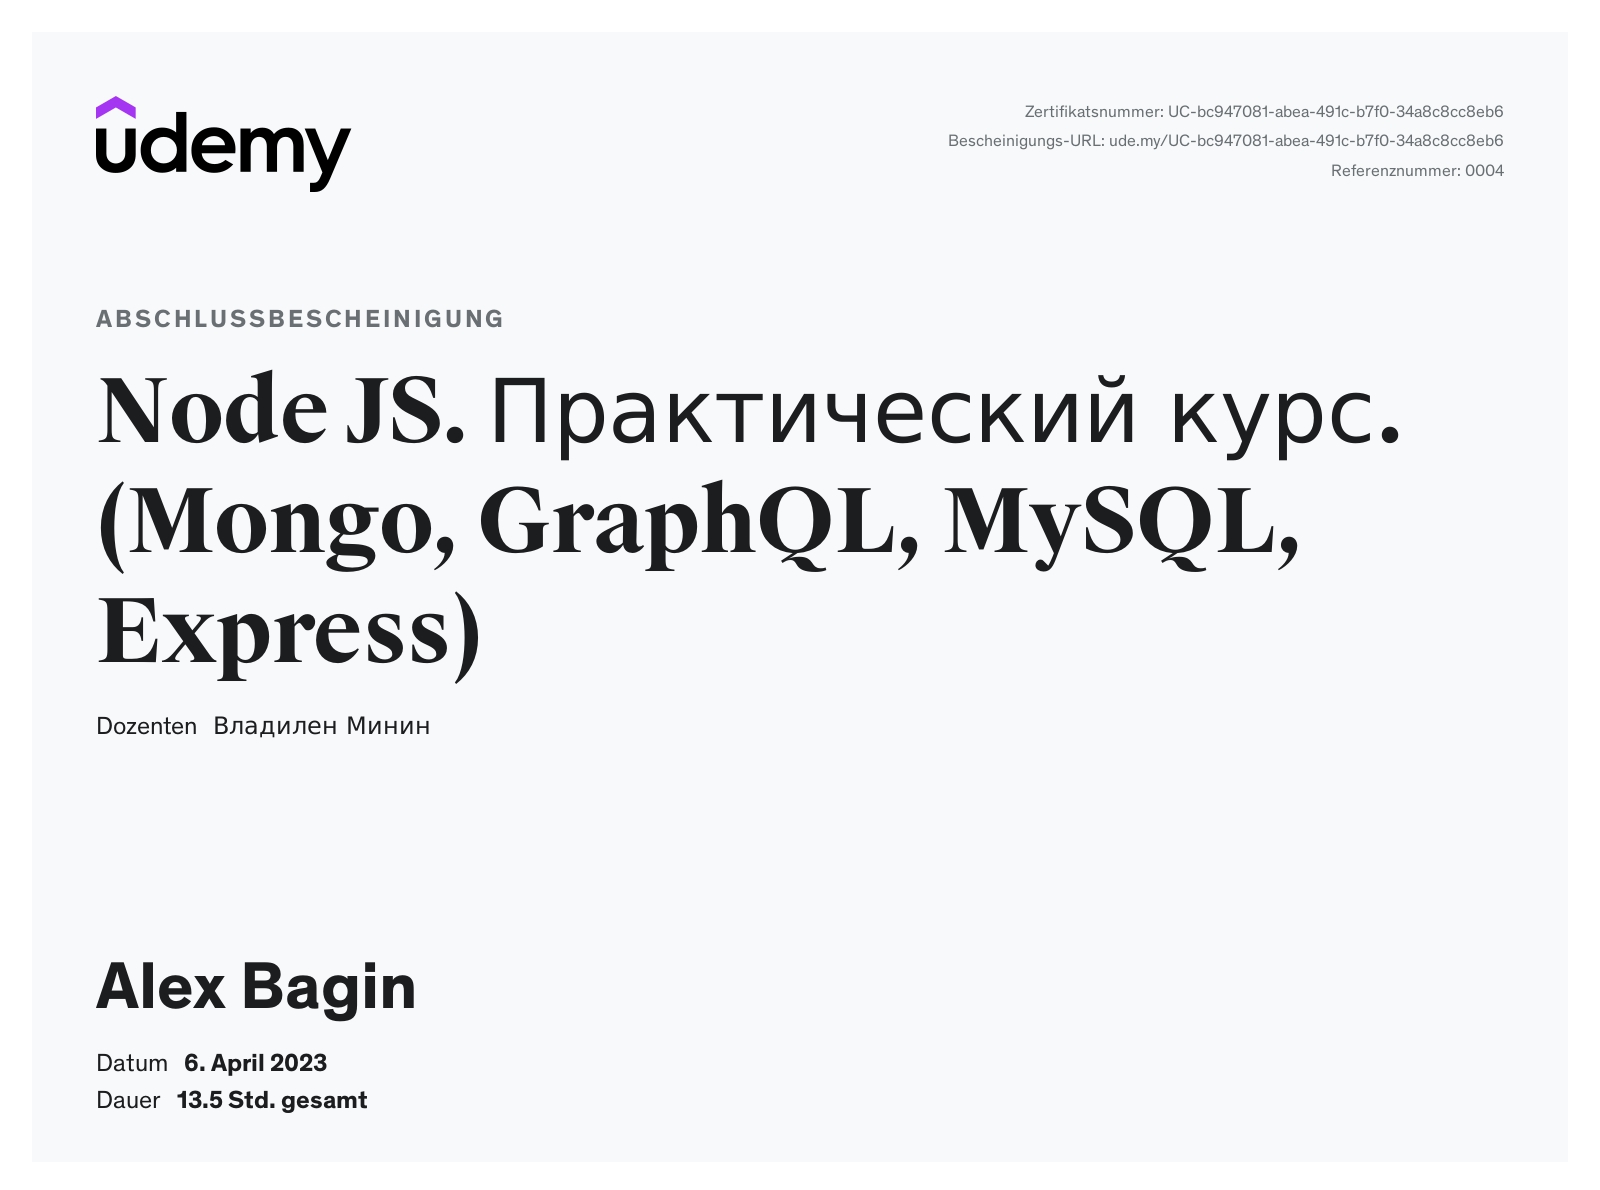 udemy
Zertifikatsnummer: UC-bc947081-abea-491c-b7f0-34a8c8cc8eb6
Bescheinigungs-URL: ude.my/UC-bc947081-abea-491c-b7f0-34a8c8cc8eb6
Referenznummer: 0004
ABSCHLUSSBESCHEINIGUNG
Node JS. Практический курс.
(Mongo, GraphQL, MySQL,
Express)
Dozenten Владилен Минин
Alex Bagin
Datum 6. April 2023
Dauer 13.5 Std. gesamt